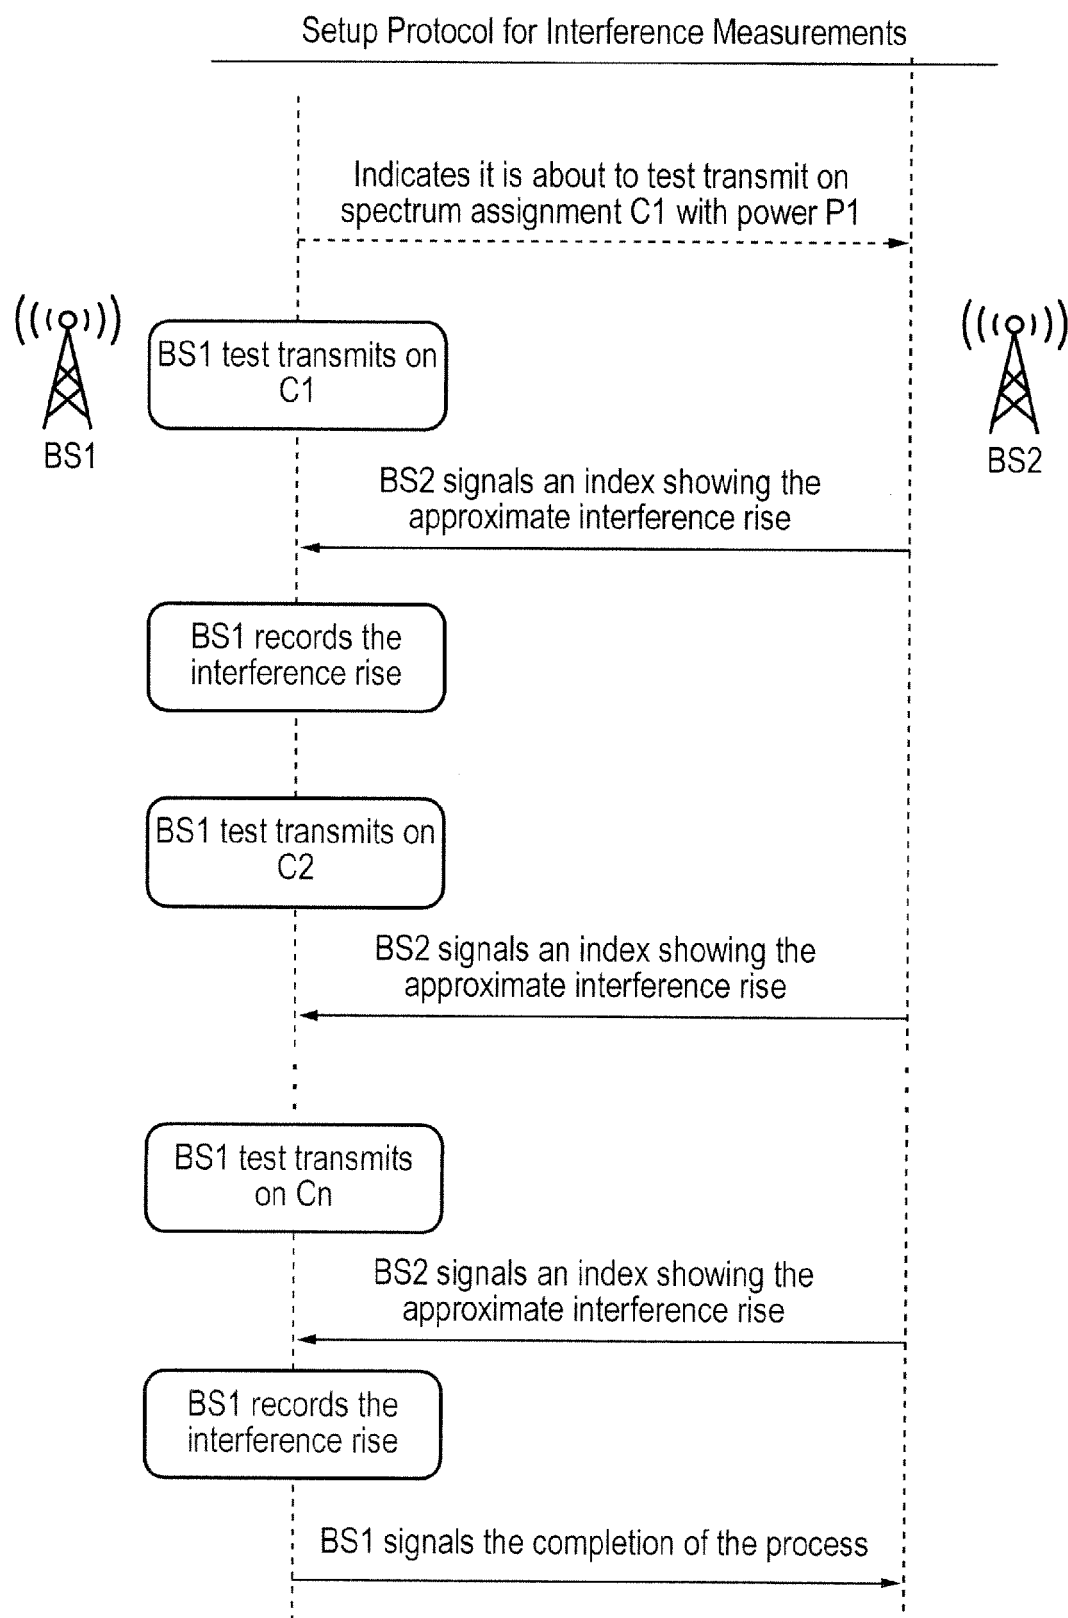 Setup Protocol for Interference Measurements
Indicates it is about to test transmit on
spectrum assignment C1 with power P1
BS1 test transmits on
C1
BS1
BS2
BS2 signals an index showing the
approximate interference rise
BS1 records the
interference rise
BS1 test transmits on
C2
BS2 signals an index showing the
approximate interference rise
BS1 test transmits
on Cn
BS2 signals an index showing the
approximate interference rise
BS1 records the
interference rise
BS1 signals the completion of the process